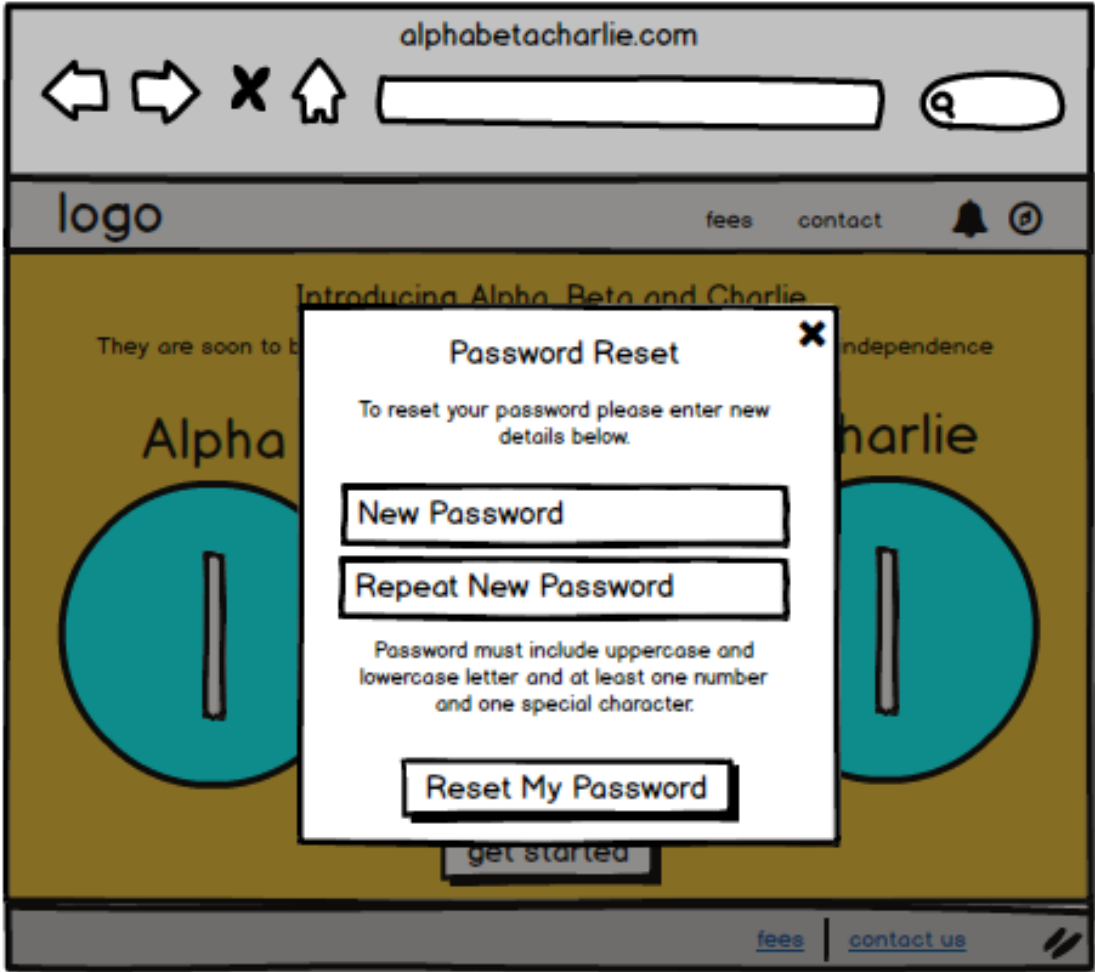 alphabetacharlie.com
logo
fees contact
Introducing Alpha, Beta and Charlie
They are soon to b
independence
Alpha
harlie
Password Reset
To reset your password please enter new
details below.
New Password
Repeat New Password
Password must include uppercase and
lowercase letter and at least one number
and one special character.
Reset My Password
get started
fees contact us